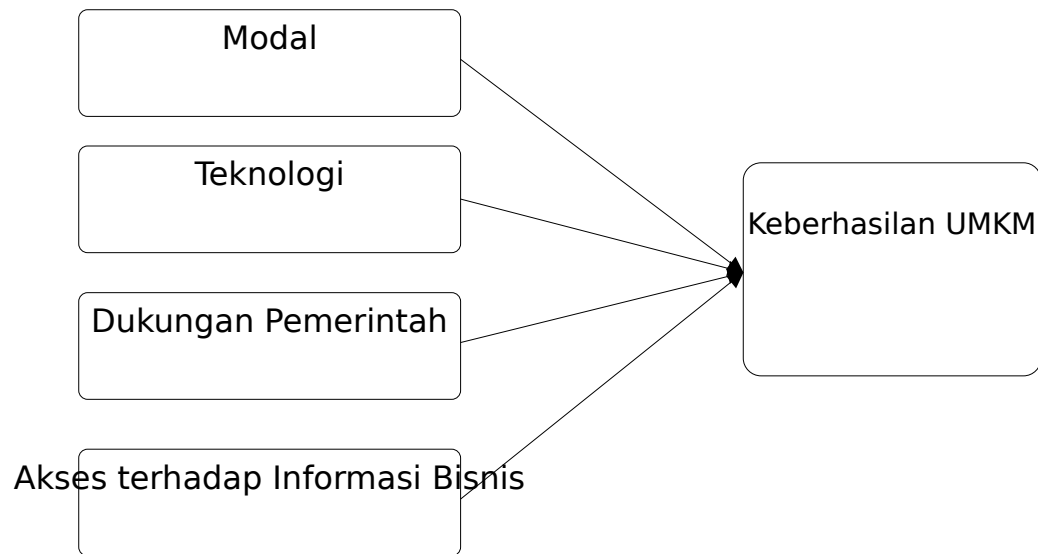 Modal
Teknologi
Dukungan Pemerintah
Akses terhadap Informasi Bisnis
Keberhasilan UMKM